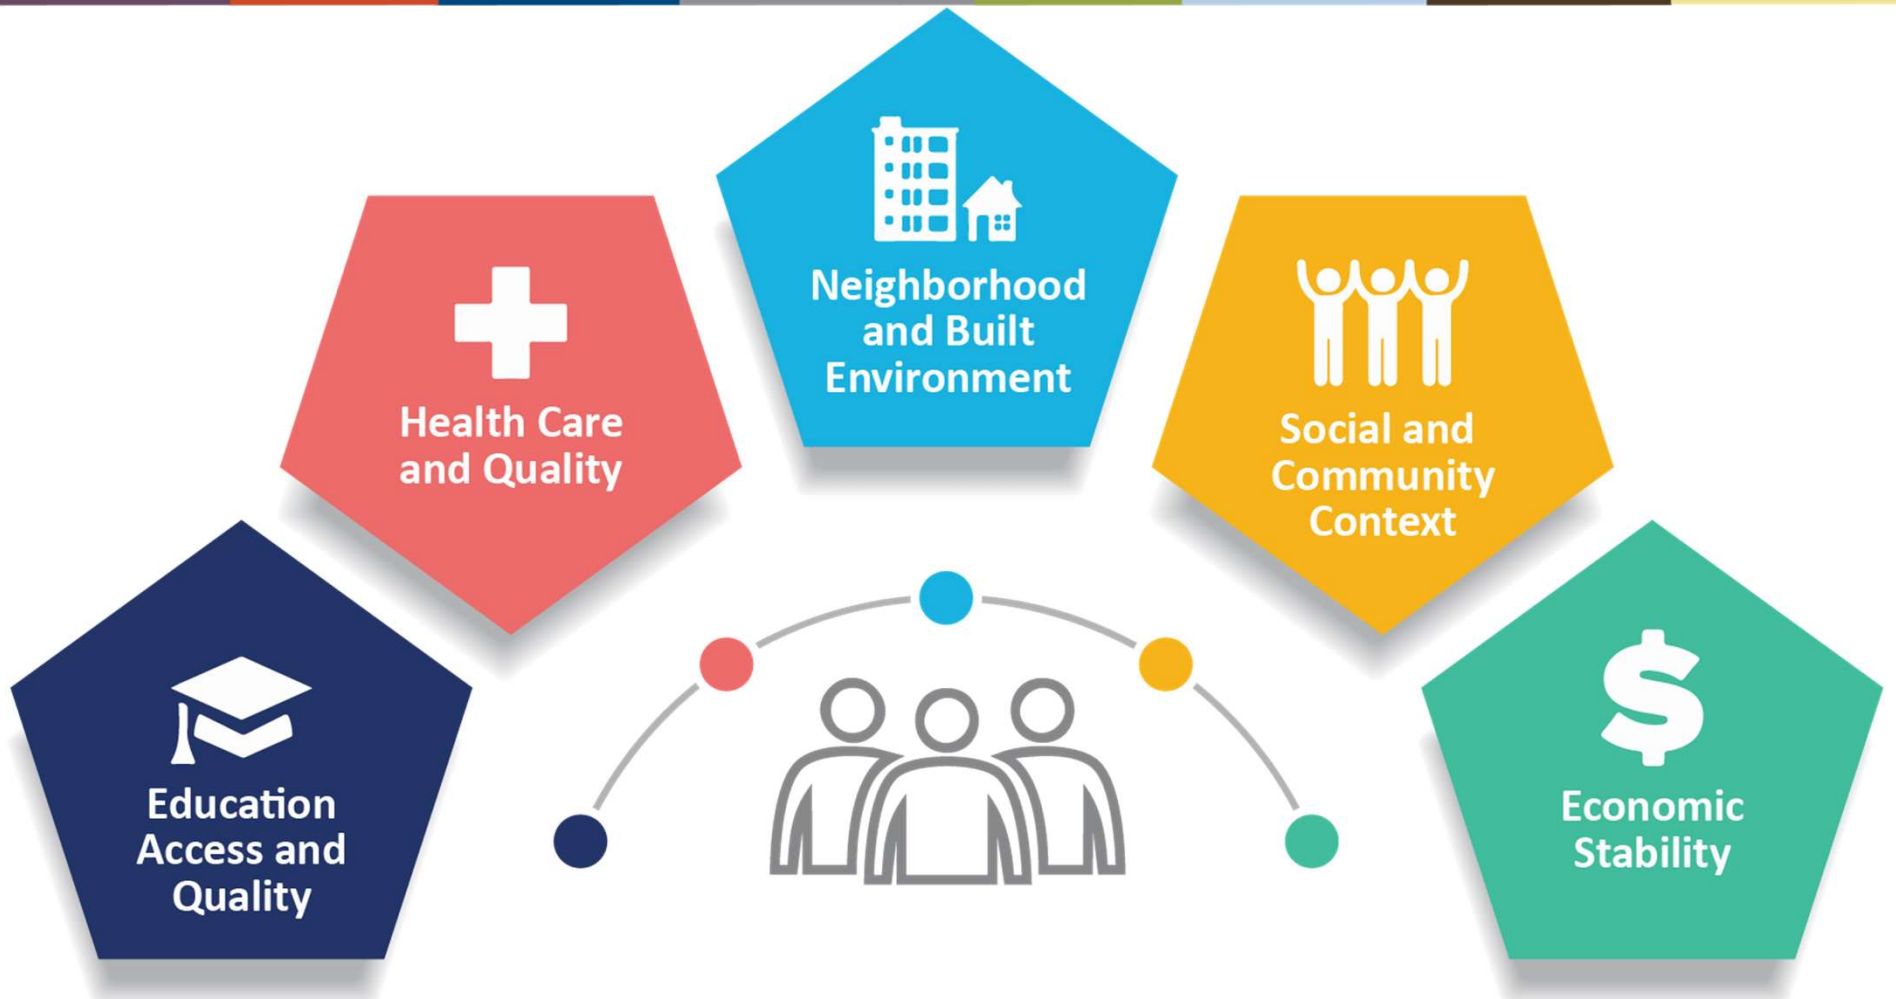 Neighborhood
and Built
Environment
Health Care
and Quality
Social and
Community
Context
Education
Access and
Quality
Economic
Stability